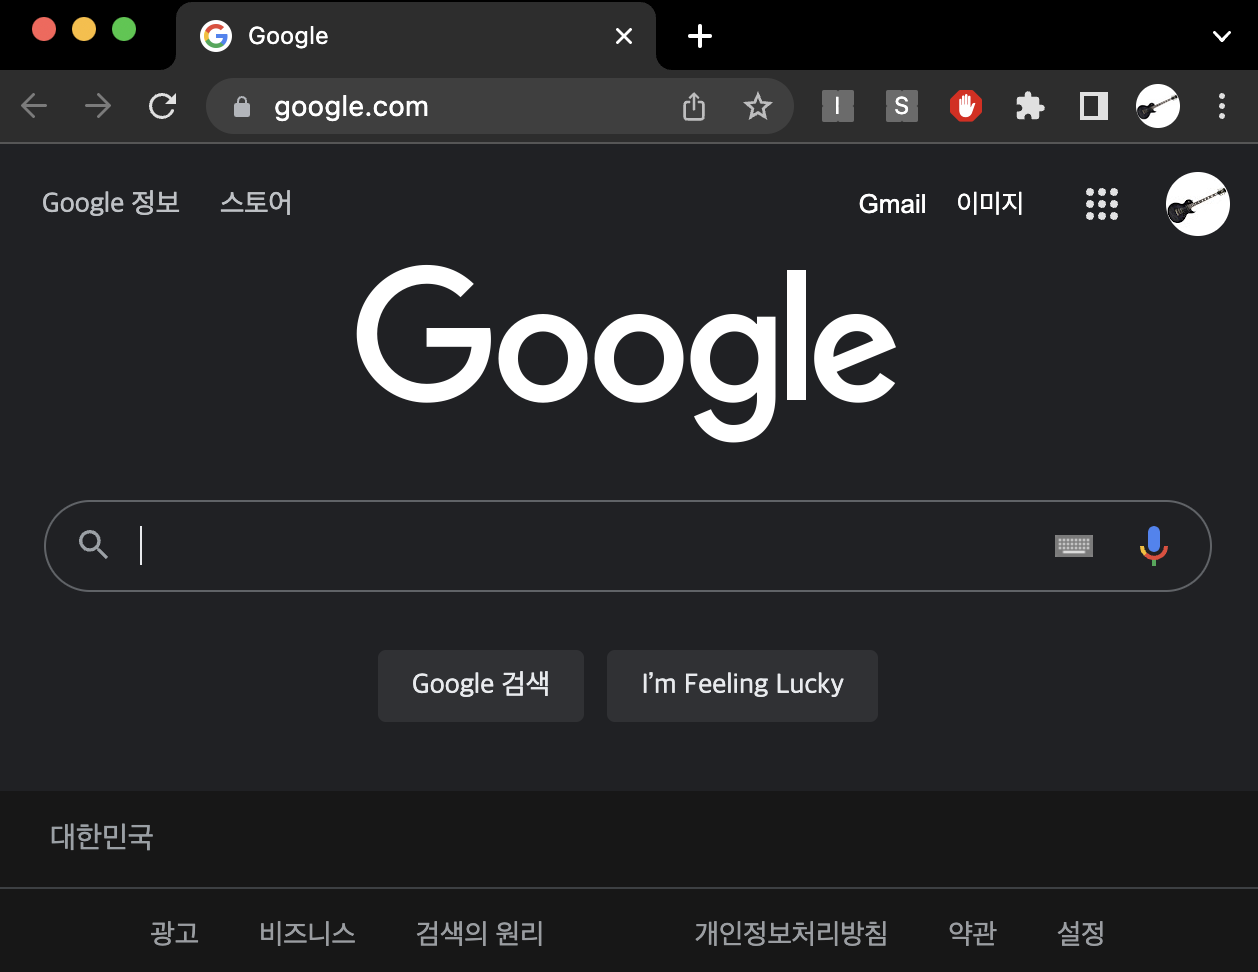 Google
google.com
I
S
Google 정보 스토어 Gmail 이미지
Google
Google 검색 I’m Feeling Lucky
대한민국
광고 비즈니스 검색의 원리 개인정보처리방침 약관 설정